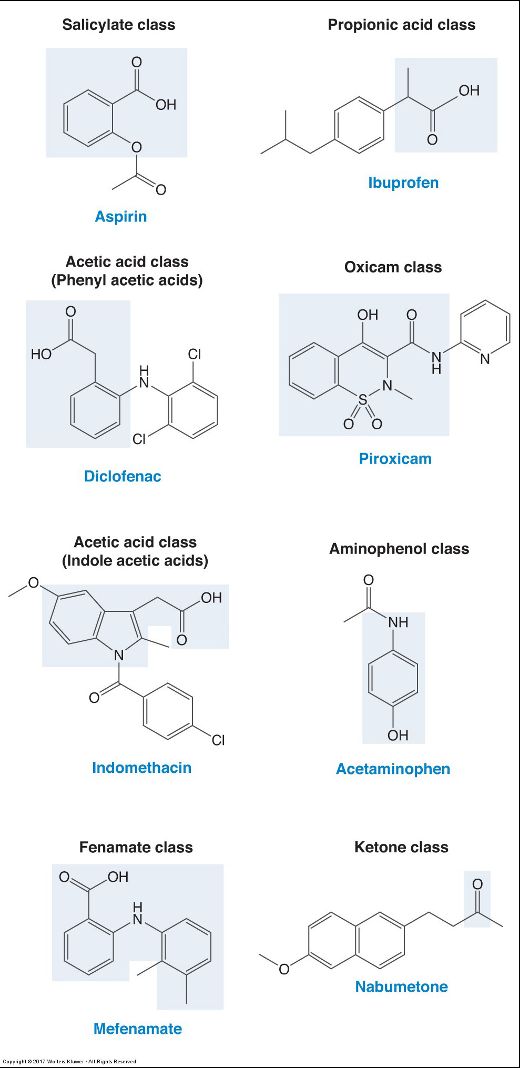 Salicylate class
O
OH
O
O
Aspirin
Propionic acid class
OH
O
Ibuprofen
Acetic acid class
(Phenyl acetic acids)
O
HO
H
N
Cl
Cl
Diclofenac
Oxicam class
OH
O
N
H
N
N
S
O
O
Piroxicam
Acetic acid class
(Indole acetic acids)
O
OH
O
N
O
Cl
Indomethacin
Aminophenol class
O
NH
OH
Acetaminophen
Fenamate class
O
OH
H
N
Mefenamate
Ketone class
O
O
Nabumetone
Copyright © 2017 Wolters Kluwer - All Rights Reserved